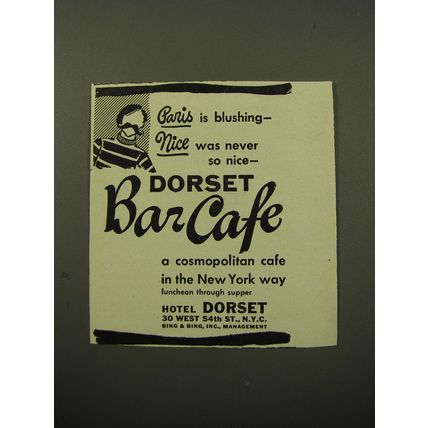 Paris is blushing—
Nice was never
so nice—
DORSET
Bar Cafe
a cosmopolitan cafe
in the New York way
luncheon through supper
HOTEL DORSET
30 WEST 54th ST., N.Y.C.
BING & BING, INC., MANAGEMENT